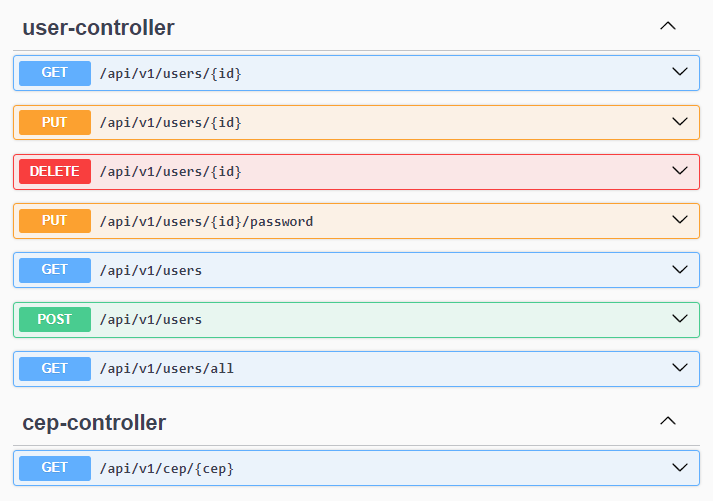 user-controller
GET /api/v1/users/{id}
PUT /api/v1/users/{id}
DELETE /api/v1/users/{id}
PUT /api/v1/users/{id}/password
GET /api/v1/users
POST /api/v1/users
GET /api/v1/users/all
cep-controller
GET /api/v1/cep/{cep}